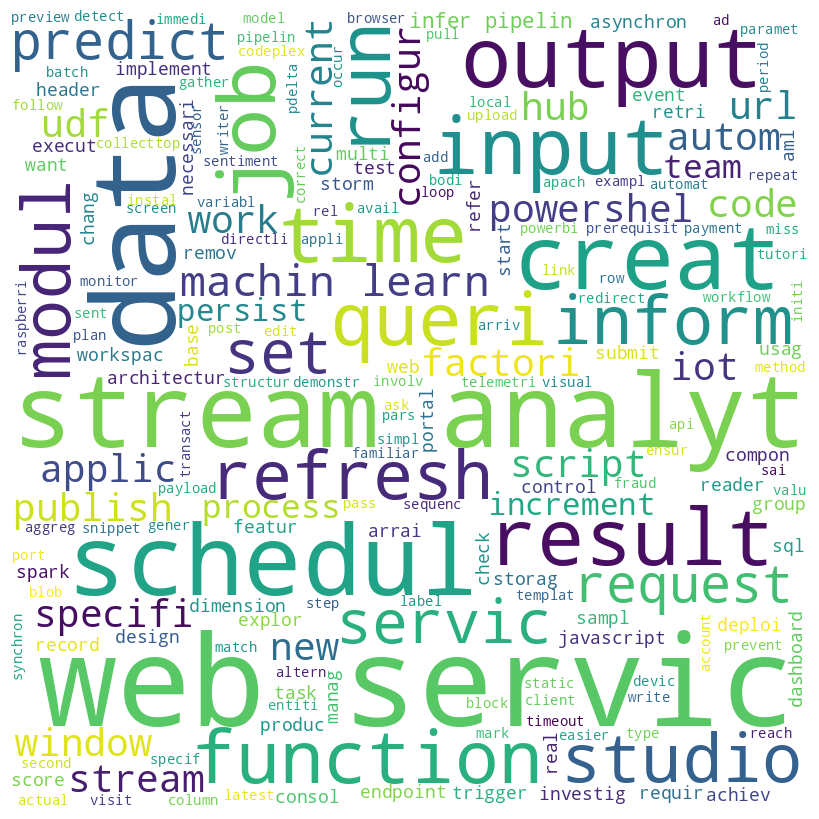 preview detect immedi model browser infer pipelin asynchron ad paramet
predict job run current output
pipelin codeplex occur pull period
batch implement gather pdelta configur local upload hub event retri url
header
follow udf data sensor writer input autom aml
execut collecttop necessari sentiment multi test add apach exampl automat team repeat
want correct storm loop bodi
modul instal variabl rel avail refer powershel code
chang screen work directli appli time powerbi prerequisit payment miss
remov start creat tutori
monitor machin learn link row
raspberri sent persist queri redirect workflow initi
plan post edit arriv inform
workspac base set web factori submit iot usag method
architectur structur demonstr involv telemetri visual
stream analyt
ask portal api
transact pars simpl familiar ensur
applic refresh script compon
payload control fraud sai
publish process pass sequenc increment reader valu
aggreg snippet gener featur arrai group
port check result sql
spark schedul storag
blob label templat request
specifi dimension step servic sampl
synchron record design explor match new javascript deploi account prevent dashboard
web servic
altern task manag static devic
entiti block client write
window produc timeout
second specif function mark real easier type reach studio
score stream
actual visit column latest consol endpoint trigger investig requir achiev